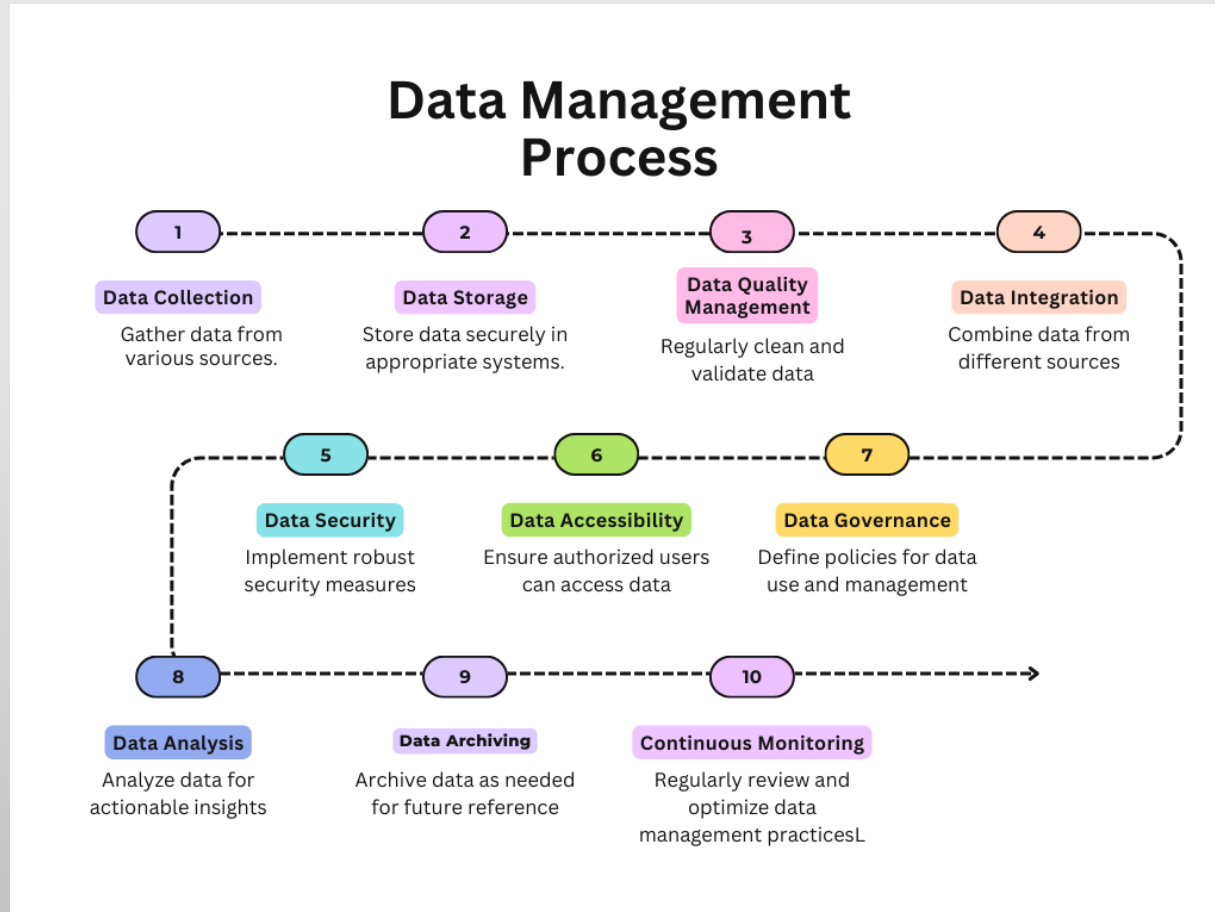 Data Management
Process
1
Data Collection
Gather data from
various sources.
2
Data Storage
Store data securely in
appropriate systems.
3
Data Quality
Management
Regularly clean and
validate data
4
Data Integration
Combine data from
different sources
5
Data Security
Implement robust
security measures
6
Data Accessibility
Ensure authorized users
can access data
7
Data Governance
Define policies for data
use and management
8
Data Analysis
Analyze data for
actionable insights
9
Data Archiving
Archive data as needed
for future reference
10
Continuous Monitoring
Regularly review and
optimize data
management practicesL